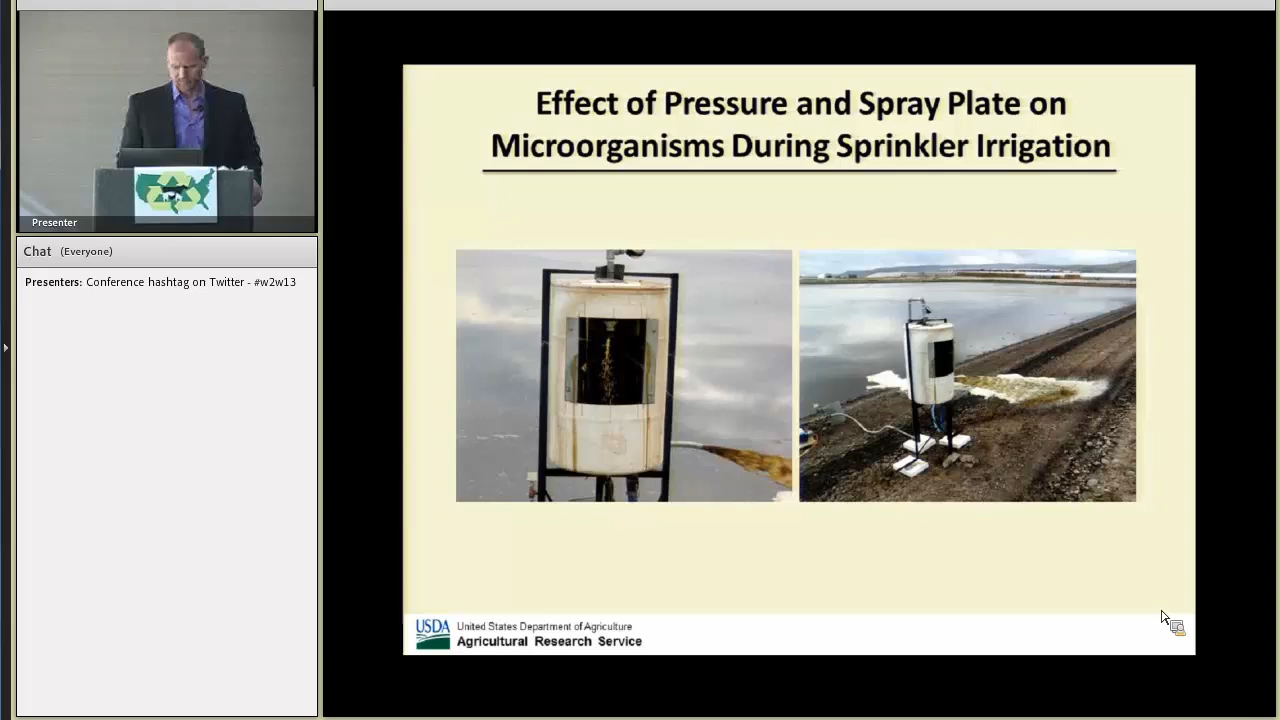 Presenter
Chat (Everyone)
Presenters: Conference hashtag on Twitter - #w2w13
Effect of Pressure and Spray Plate on
Microorganisms During Sprinkler Irrigation
USDA
United States Department of Agriculture
Agricultural Research Service